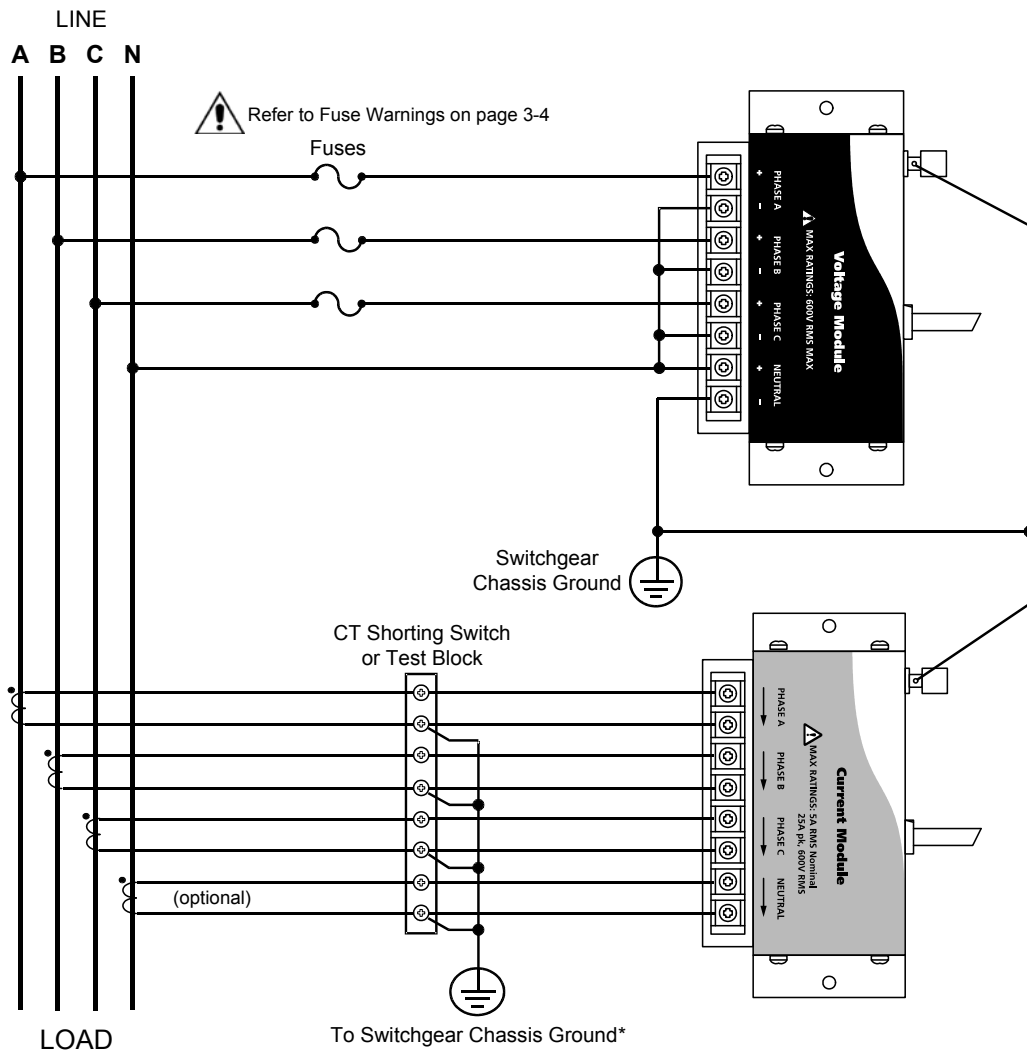 LINE
A B C N
Refer to Fuse Warnings on page 3-4
Fuses
+
-
+
-
+
-
+
-
PHASE A
PHASE B
PHASE C
NEUTRAL
MAX RATINGS: 600V RMS MAX
Voltage Module
Switchgear
Chassis Ground
CT Shorting Switch
or Test Block
PHASE A
PHASE B
PHASE C
NEUTRAL
MAX RATINGS: 5A RMS Nominal
25A pk, 600V RMS
Current Module
(optional)
To Switchgear Chassis Ground*
LOAD